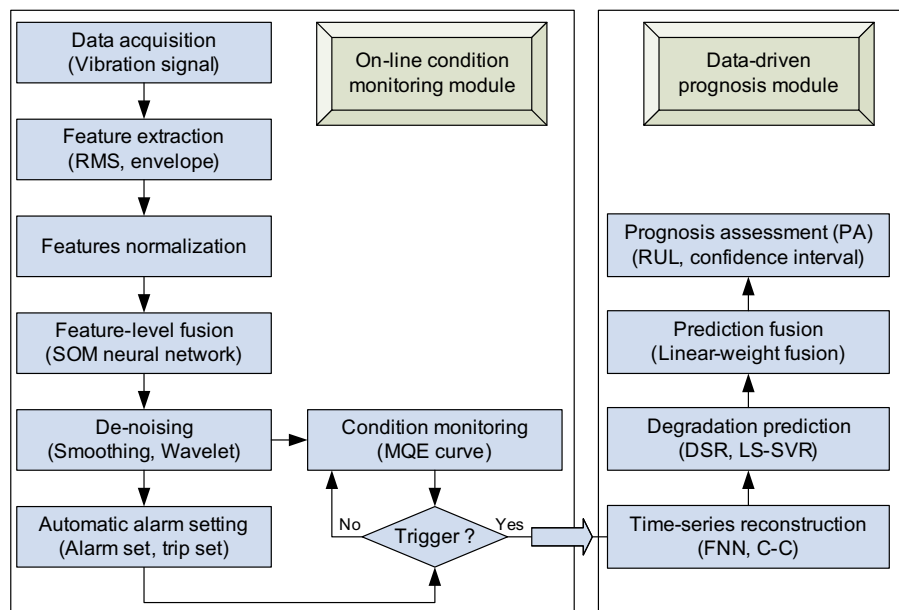 Data acquisition
(Vibration signal)
On-line condition
monitoring module
Feature extraction
(RMS, envelope)
Features normalization
Feature-level fusion
(SOM neural network)
De-noising
(Smoothing, Wavelet)
Condition monitoring
(MQE curve)
Automatic alarm setting
(Alarm set, trip set)
No
Trigger ?
Yes
Data-driven
prognosis module
Prognosis assessment (PA)
(RUL, confidence interval)
Prediction fusion
(Linear-weight fusion)
Degradation prediction
(DSR, LS-SVR)
Time-series reconstruction
(FNN, C-C)